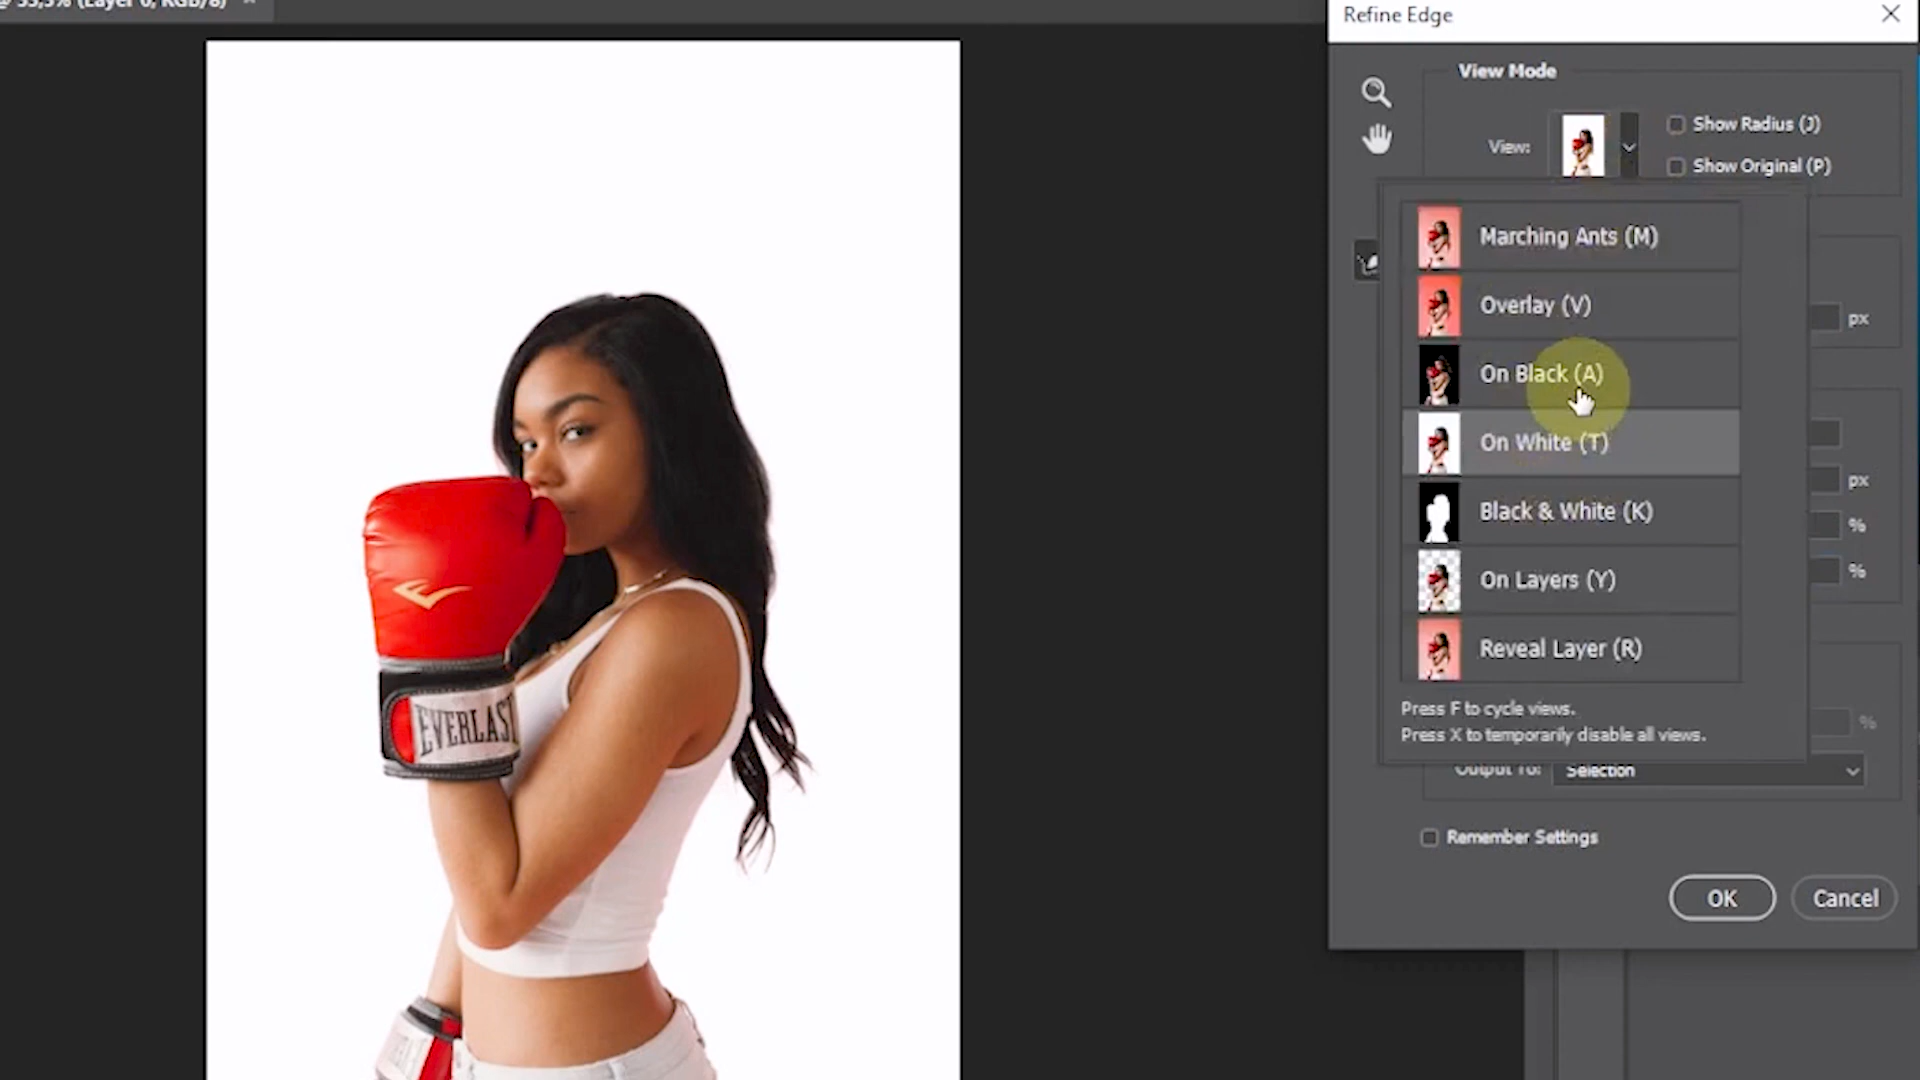 @ 33,3% (Layer 0, RGB/8)
Refine Edge
View Mode
View:
Show Radius (J)
Show Original (P)
Marching Ants (M)
Overlay (V)
px
On Black (A)
On White (T)
px
Black & White (K)
%
%
On Layers (Y)
Reveal Layer (R)
Press F to cycle views.
%
Press X to temporarily disable all views.
Output To: Selection
EVERLAST
Remember Settings
OK
Cancel